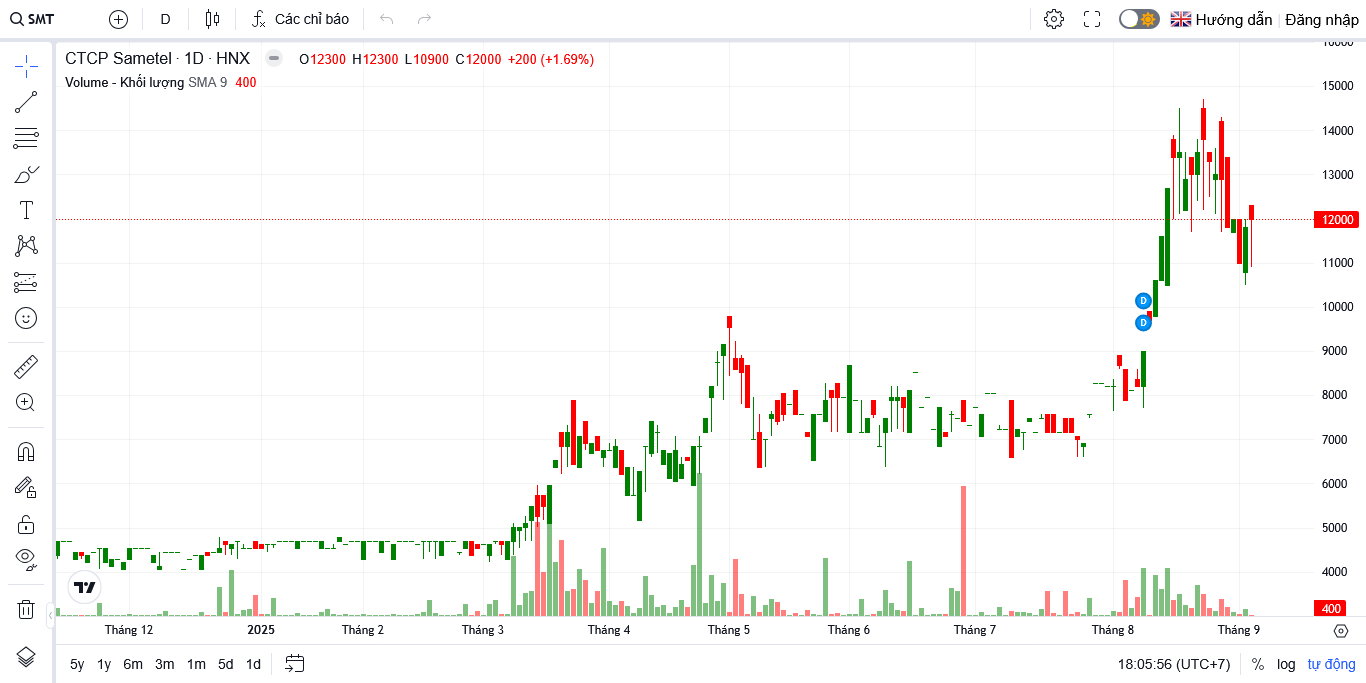 SMT D Các chỉ báo Hướng dẫn Đăng nhập
CTCP Sametel · 1D · HNX O12300 H12300 L10900 C12000 +200 (+1.69%)
Volume - Khối lượng SMA 9 400
16000
15000
14000
13000
12000
11000
10000
9000
8000
7000
6000
5000
4000
400
D
D
Tháng 12 2025 Tháng 2 Tháng 3 Tháng 4 Tháng 5 Tháng 6 Tháng 7 Tháng 8 Tháng 9
5y 1y 6m 3m 1m 5d 1d 18:05:56 (UTC+7) % log tự động